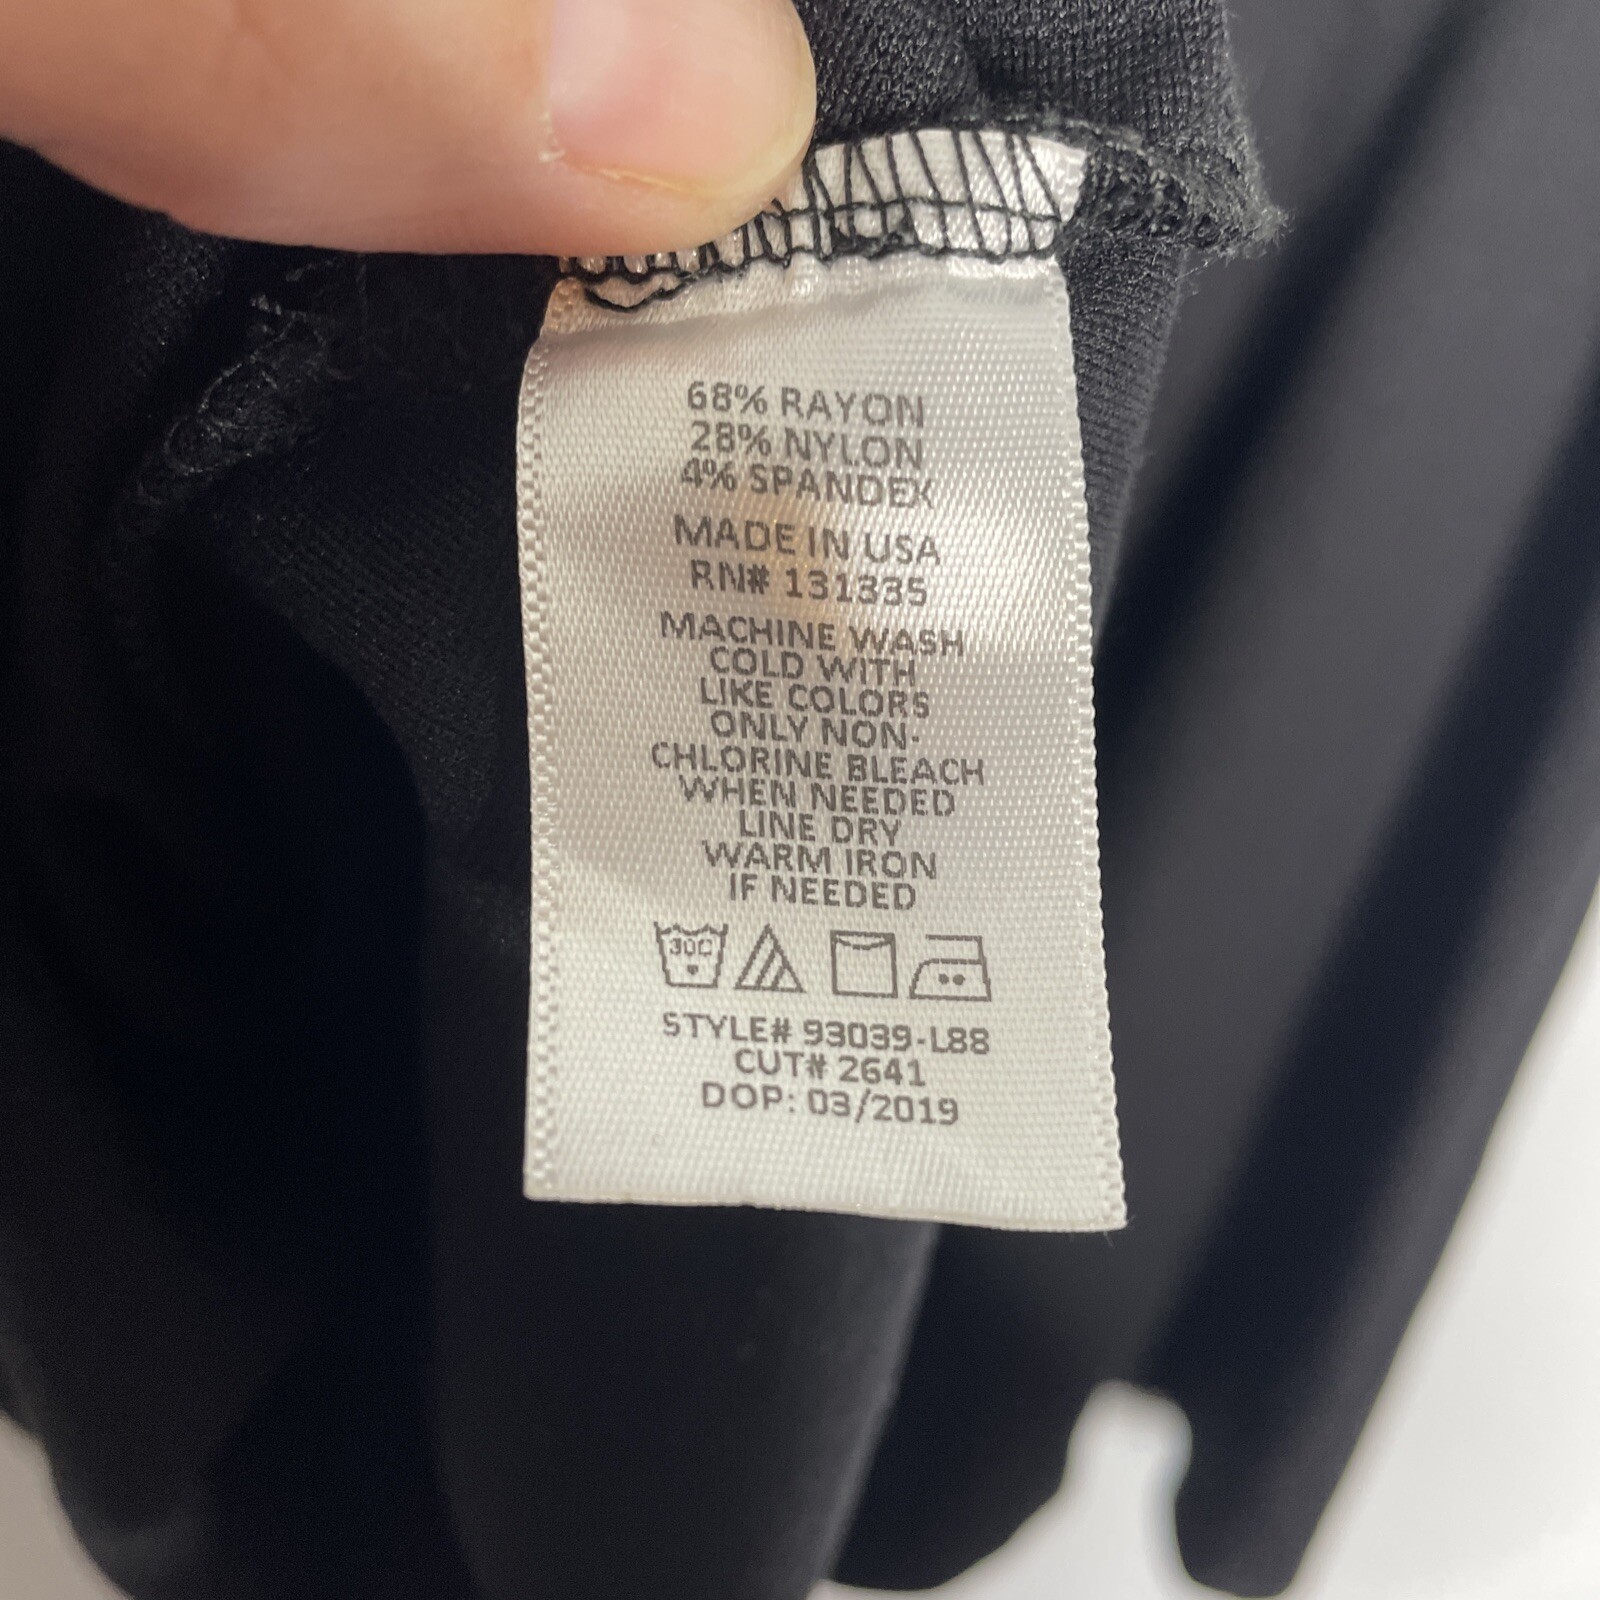 68% RAYON
28% NYLON
4% SPANDEX
MADE IN USA
RN# 131335
MACHINE WASH
COLD WITH
LIKE COLORS
ONLY NON-
CHLORINE BLEACH
WHEN NEEDED
LINE DRY
WARM IRON
IF NEEDED
30C
STYLE# 93039-L88
CUT# 2641
DOP: 03/2019